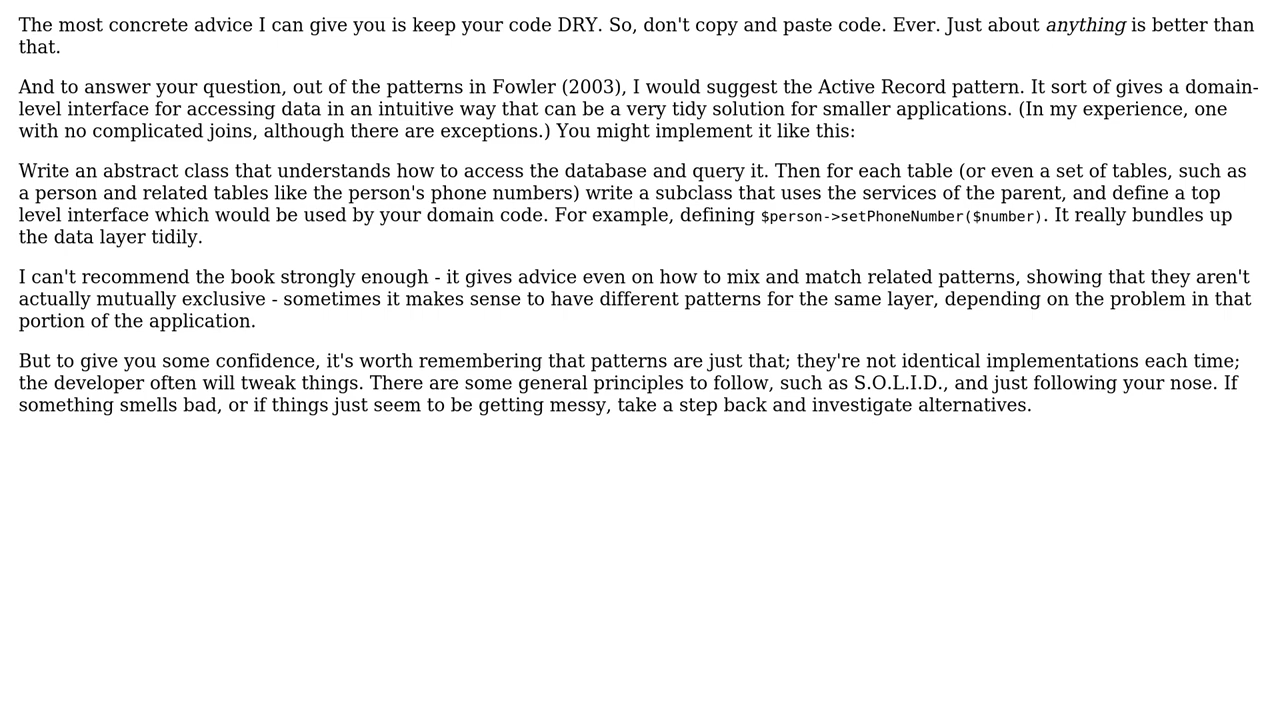 The most concrete advice I can give you is keep your code DRY. So, don't copy and paste code. Ever. Just about anything is better than
that.
And to answer your question, out of the patterns in Fowler (2003), I would suggest the Active Record pattern. It sort of gives a domain-
level interface for accessing data in an intuitive way that can be a very tidy solution for smaller applications. (In my experience, one
with no complicated joins, although there are exceptions.) You might implement it like this:
Write an abstract class that understands how to access the database and query it. Then for each table (or even a set of tables, such as
a person and related tables like the person's phone numbers) write a subclass that uses the services of the parent, and define a top
level interface which would be used by your domain code. For example, defining $person->setPhoneNumber($number). It really bundles up
the data layer tidily.
I can't recommend the book strongly enough - it gives advice even on how to mix and match related patterns, showing that they aren't
actually mutually exclusive - sometimes it makes sense to have different patterns for the same layer, depending on the problem in that
portion of the application.
But to give you some confidence, it's worth remembering that patterns are just that; they're not identical implementations each time;
the developer often will tweak things. There are some general principles to follow, such as S.O.L.I.D., and just following your nose. If
something smells bad, or if things just seem to be getting messy, take a step back and investigate alternatives.